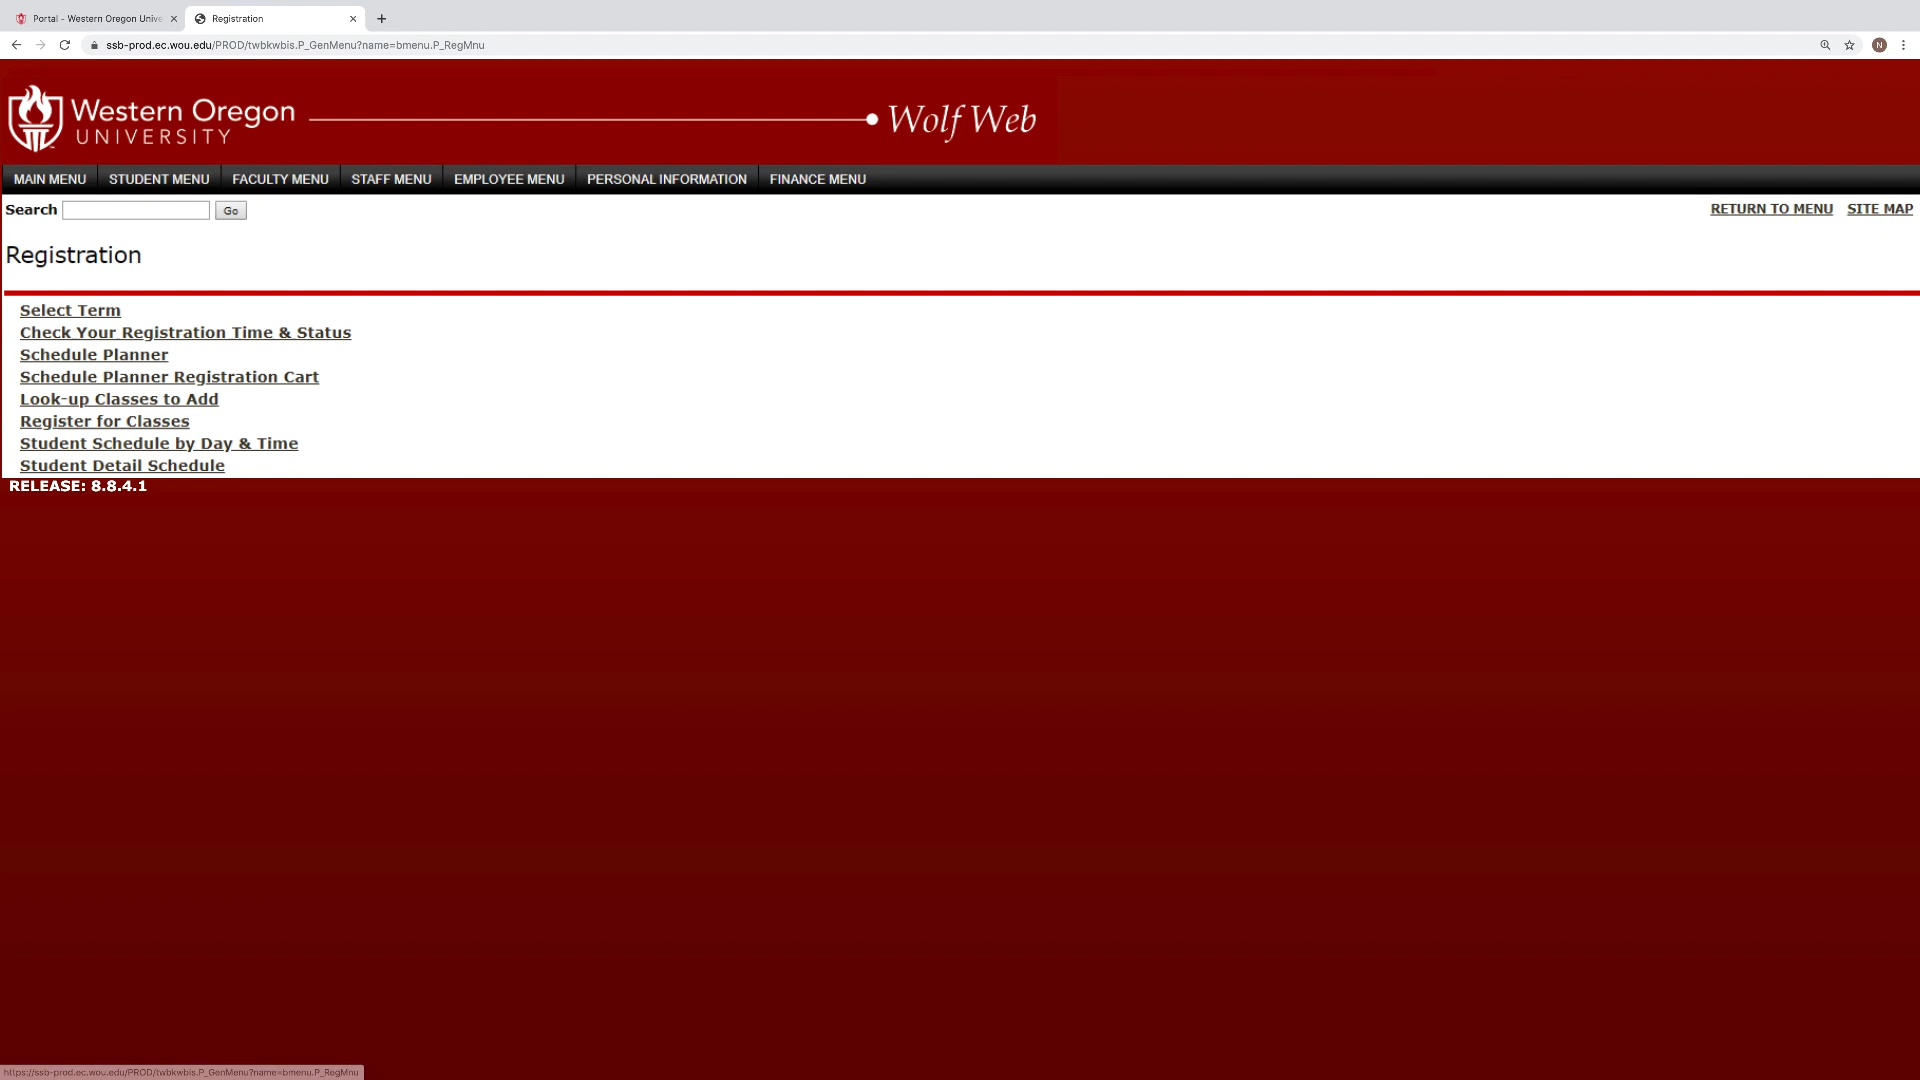 Portal - Western Oregon Unive
Registration
ssb-prod.ec.wou.edu/PROD/twbkwbis.P_GenMenu?name=bmenu.P_RegMnu
N
Western Oregon
UNIVERSITY
Wolf Web
MAIN MENU STUDENT MENU FACULTY MENU STAFF MENU EMPLOYEE MENU PERSONAL INFORMATION FINANCE MENU
Search Go RETURN TO MENU SITE MAP
Registration
Select Term
Check Your Registration Time & Status
Schedule Planner
Schedule Planner Registration Cart
Look-up Classes to Add
Register for Classes
Student Schedule by Day & Time
Student Detail Schedule
RELEASE: 8.8.4.1
https://ssb-prod.ec.wou.edu/PROD/twbkwbis.P_GenMenu?name=bmenu.P_RegMnu